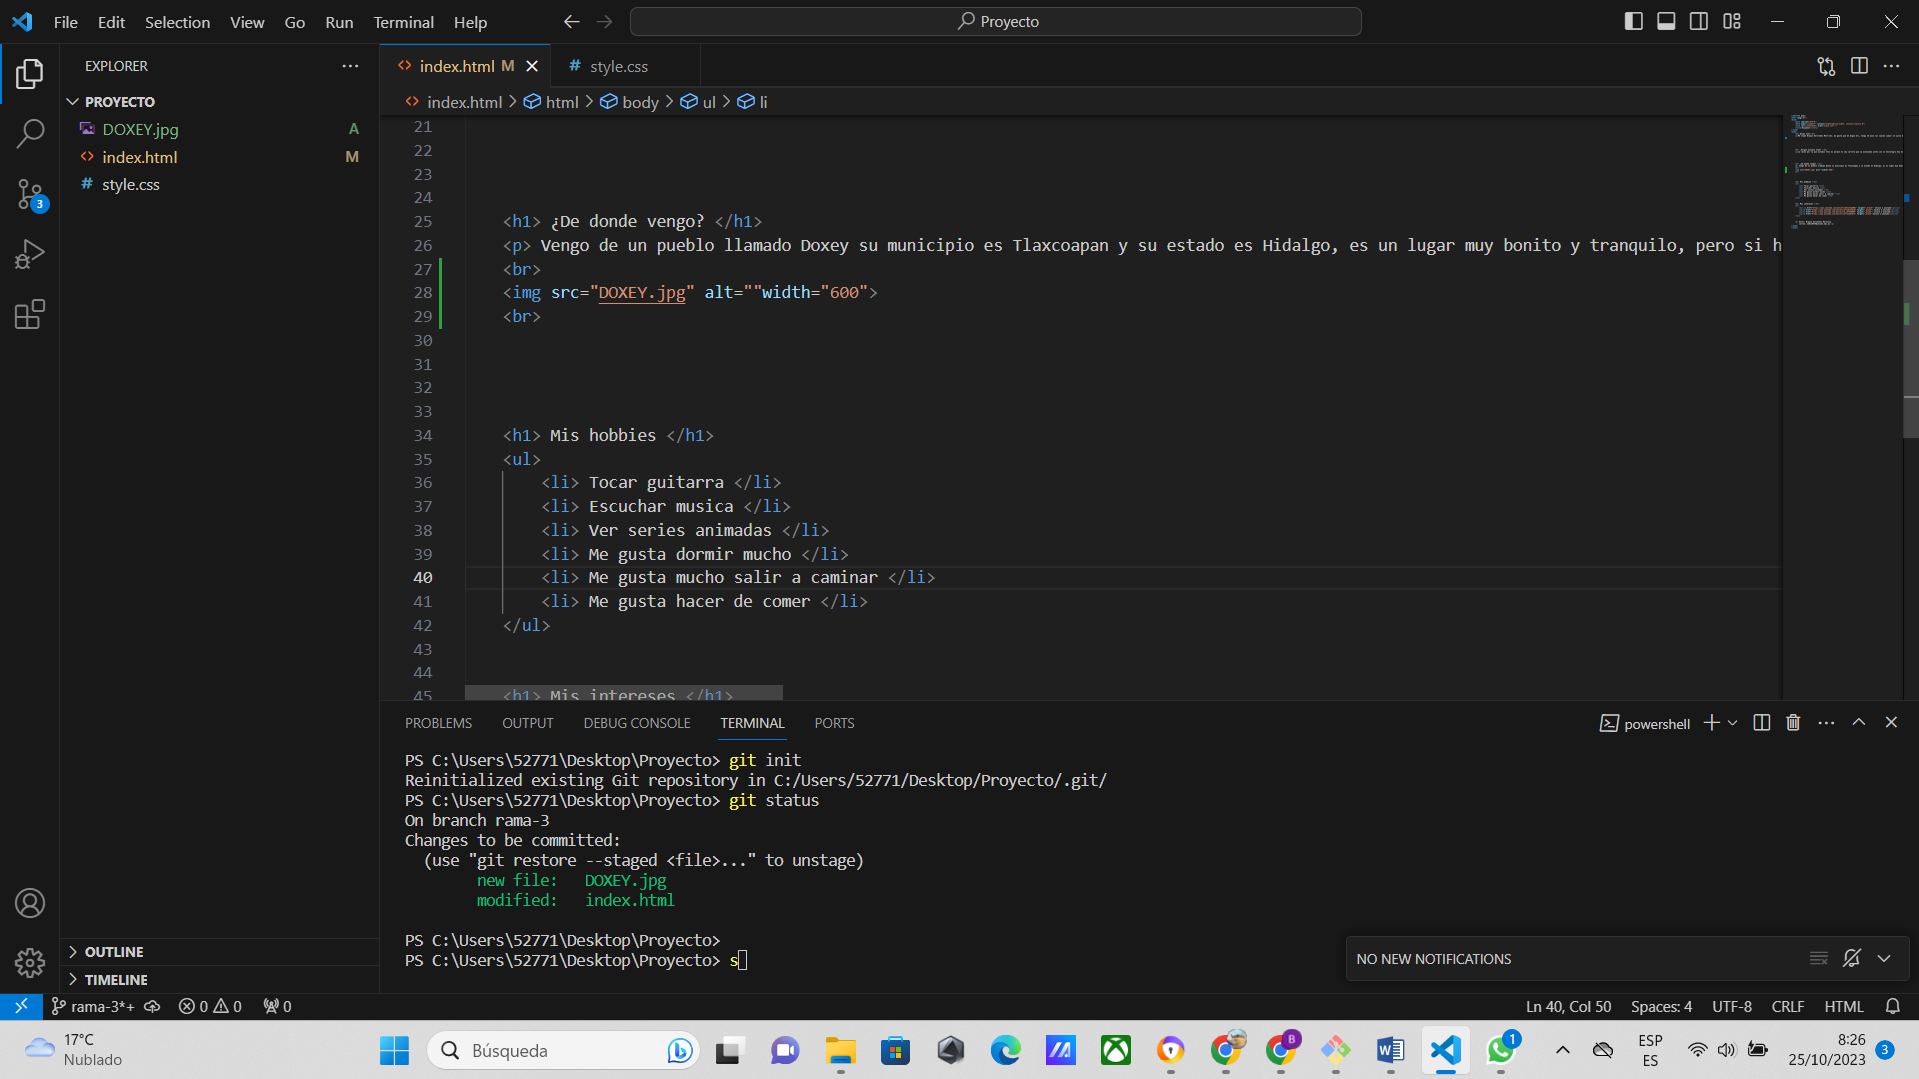 File Edit Selection View Go Run Terminal Help
Proyecto
EXPLORER
PROYECTO
DOXEY.jpg A
index.html M
style.css
index.html M
style.css
index.html > html > body > ul > li
21
22
23
24
25 <h1> ¿De donde vengo? </h1>
26 <p> Vengo de un pueblo llamado Doxey su municipio es Tlaxcoapan y su estado es Hidalgo, es un lugar muy bonito y tranquilo, pero si h
27 <br>
28 <img src="DOXEY.jpg" alt=""width="600">
29 <br>
30
31
32
33
34 <h1> Mis hobbies </h1>
35 <ul>
36 <li> Tocar guitarra </li>
37 <li> Escuchar musica </li>
38 <li> Ver series animadas </li>
39 <li> Me gusta dormir mucho </li>
40 <li> Me gusta mucho salir a caminar </li>
41 <li> Me gusta hacer de comer </li>
42 </ul>
43
44
45 <h1> Mis intereses </h1>
PROBLEMS OUTPUT DEBUG CONSOLE TERMINAL PORTS
powershell
PS C:\Users\52771\Desktop\Proyecto> git init
Reinitialized existing Git repository in C:/Users/52771/Desktop/Proyecto/.git/
PS C:\Users\52771\Desktop\Proyecto> git status
On branch rama-3
Changes to be committed:
(use "git restore --staged <file>..." to unstage)
new file: DOXEY.jpg
modified: index.html
PS C:\Users\52771\Desktop\Proyecto>
PS C:\Users\52771\Desktop\Proyecto> s
NO NEW NOTIFICATIONS
3
OUTLINE
TIMELINE
rama-3*+ 0 0 0
Ln 40, Col 50 Spaces: 4 UTF-8 CRLF HTML
17°C
Nublado
Búsqueda
B
1
ESP
ES
8:26
25/10/2023
3